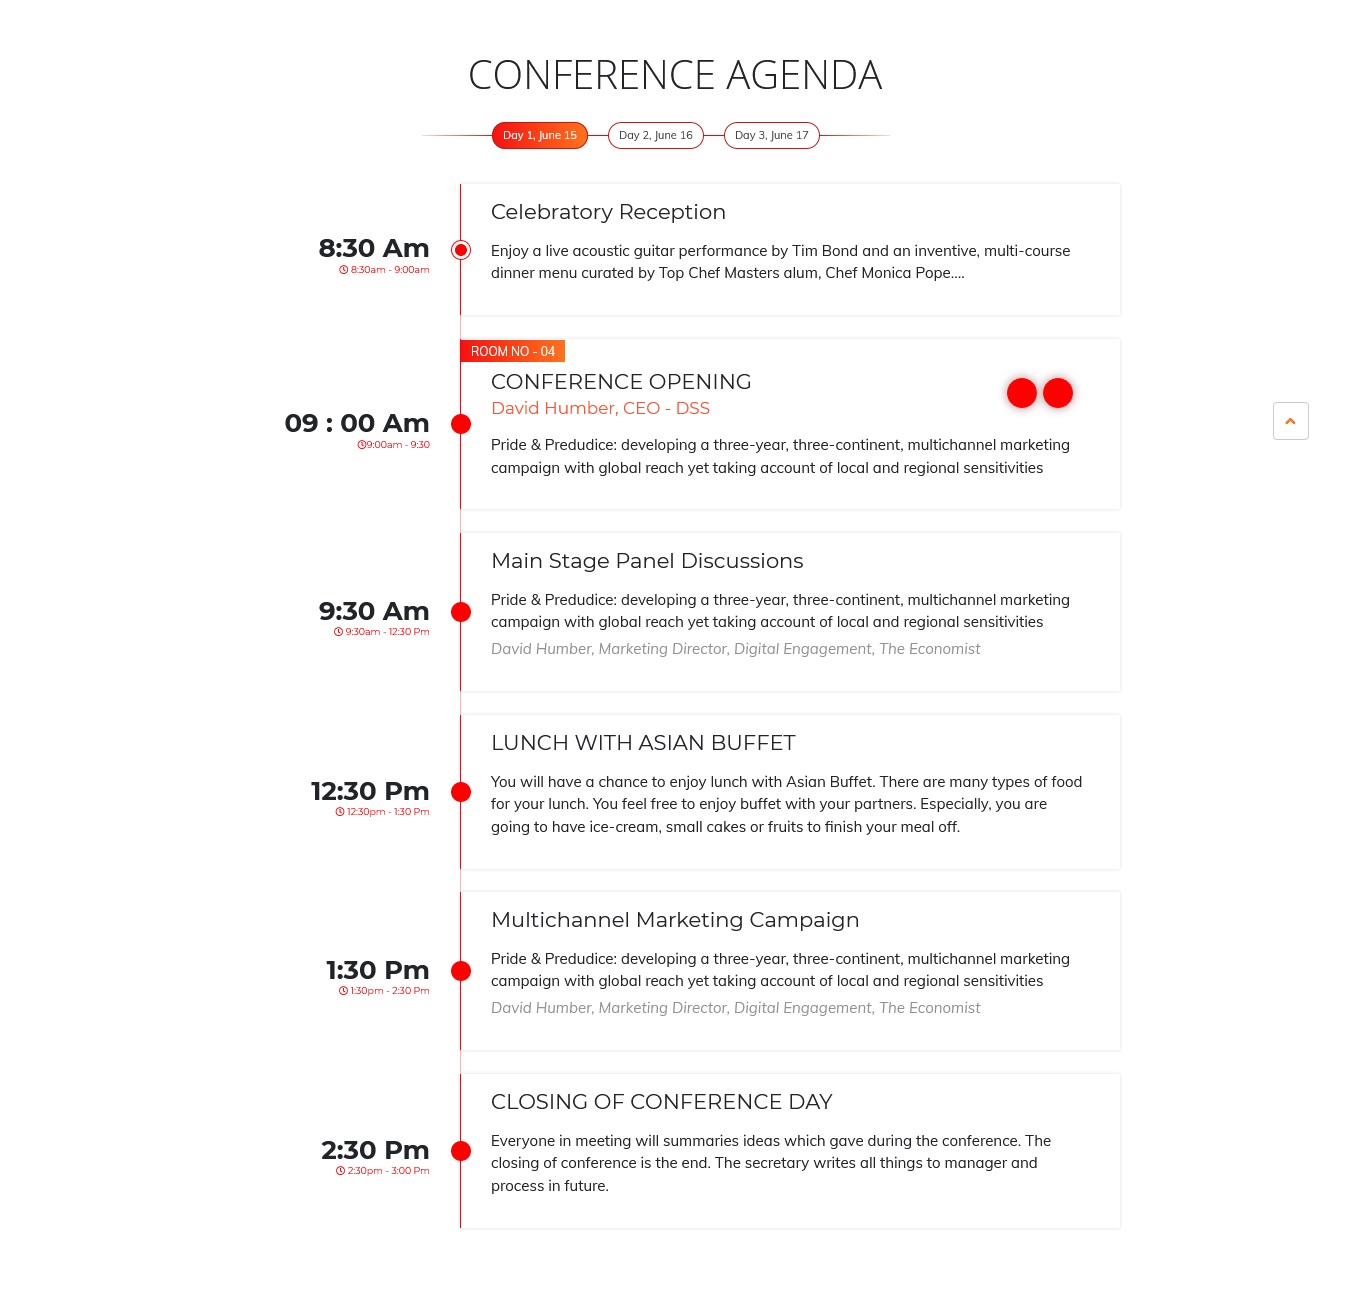 CONFERENCE AGENDA
Day 1, June 15
Day 2, June 16
Day 3, June 17
8:30 Am
8:30am - 9:00am
Celebratory Reception
Enjoy a live acoustic guitar performance by Tim Bond and an inventive, multi-course
dinner menu curated by Top Chef Masters alum, Chef Monica Pope....
09 : 00 Am
9:00am - 9:30
ROOM NO - 04
CONFERENCE OPENING
David Humber, CEO - DSS
Pride & Predudice: developing a three-year, three-continent, multichannel marketing
campaign with global reach yet taking account of local and regional sensitivities
9:30 Am
9:30am - 12:30 Pm
Main Stage Panel Discussions
Pride & Predudice: developing a three-year, three-continent, multichannel marketing
campaign with global reach yet taking account of local and regional sensitivities
David Humber, Marketing Director, Digital Engagement, The Economist
12:30 Pm
12:30pm - 1:30 Pm
LUNCH WITH ASIAN BUFFET
You will have a chance to enjoy lunch with Asian Buffet. There are many types of food
for your lunch. You feel free to enjoy buffet with your partners. Especially, you are
going to have ice-cream, small cakes or fruits to finish your meal off.
1:30 Pm
1:30pm - 2:30 Pm
Multichannel Marketing Campaign
Pride & Predudice: developing a three-year, three-continent, multichannel marketing
campaign with global reach yet taking account of local and regional sensitivities
David Humber, Marketing Director, Digital Engagement, The Economist
2:30 Pm
2:30pm - 3:00 Pm
CLOSING OF CONFERENCE DAY
Everyone in meeting will summaries ideas which gave during the conference. The
closing of conference is the end. The secretary writes all things to manager and
process in future.